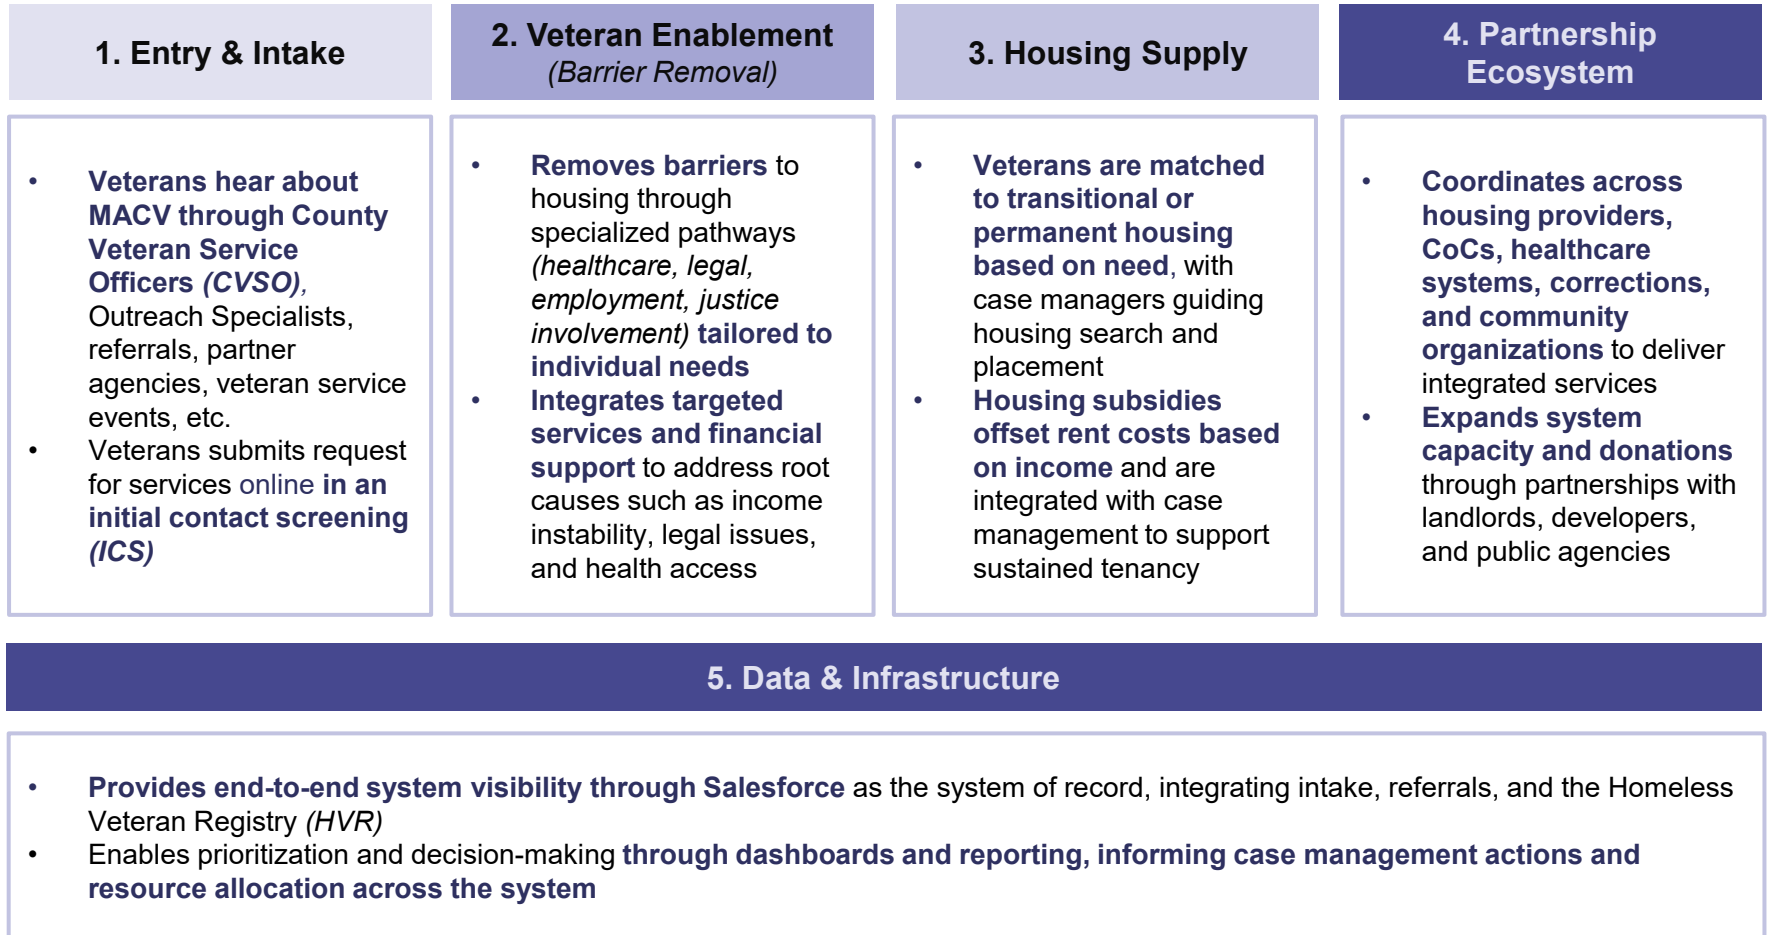 1. Entry & Intake
• Veterans hear about
MACV through County
Veteran Service
Officers (CVSO),
Outreach Specialists,
referrals, partner
agencies, veteran service
events, etc.
• Veterans submits request
for services online in an
initial contact screening
(ICS)
2. Veteran Enablement
(Barrier Removal)
• Removes barriers to
housing through
specialized pathways
(healthcare, legal,
employment, justice
involvement) tailored to
individual needs
• Integrates targeted
services and financial
support to address root
causes such as income
instability, legal issues,
and health access
3. Housing Supply
• Veterans are matched
to transitional or
permanent housing
based on need, with
case managers guiding
housing search and
placement
• Housing subsidies
offset rent costs based
on income and are
integrated with case
management to support
sustained tenancy
4. Partnership
Ecosystem
• Coordinates across
housing providers,
CoCs, healthcare
systems, corrections,
and community
organizations to deliver
integrated services
• Expands system
capacity and donations
through partnerships with
landlords, developers,
and public agencies
5. Data & Infrastructure
• Provides end-to-end system visibility through Salesforce as the system of record, integrating intake, referrals, and the Homeless
Veteran Registry (HVR)
• Enables prioritization and decision-making through dashboards and reporting, informing case management actions and
resource allocation across the system